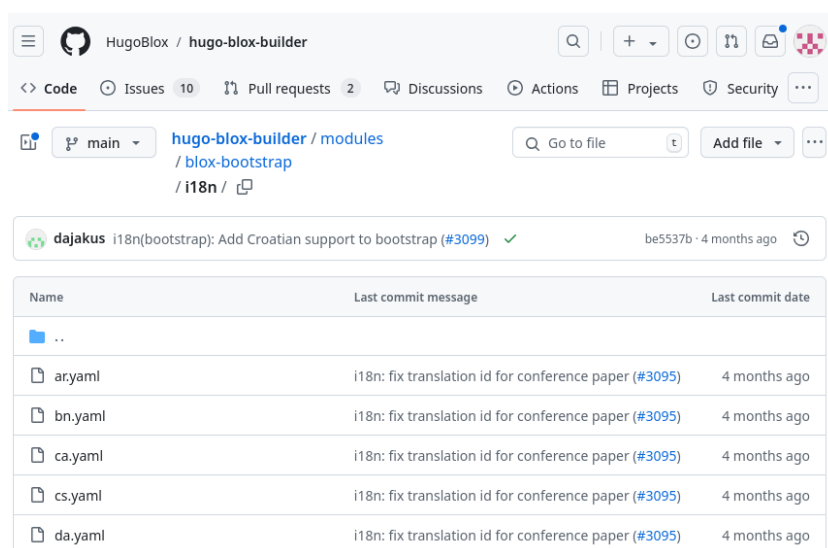 HugoBlox / hugo-blox-builder
Code Issues 10 Pull requests 2 Discussions Actions Projects Security
main hugo-blox-builder / modules Go to file t Add file
/ blox-bootstrap
/ i18n /
dajakus i18n(bootstrap): Add Croatian support to bootstrap (#3099) be5537b · 4 months ago
Name Last commit message Last commit date
..
ar.yaml i18n: fix translation id for conference paper (#3095) 4 months ago
bn.yaml i18n: fix translation id for conference paper (#3095) 4 months ago
ca.yaml i18n: fix translation id for conference paper (#3095) 4 months ago
cs.yaml i18n: fix translation id for conference paper (#3095) 4 months ago
da.yaml i18n: fix translation id for conference paper (#3095) 4 months ago